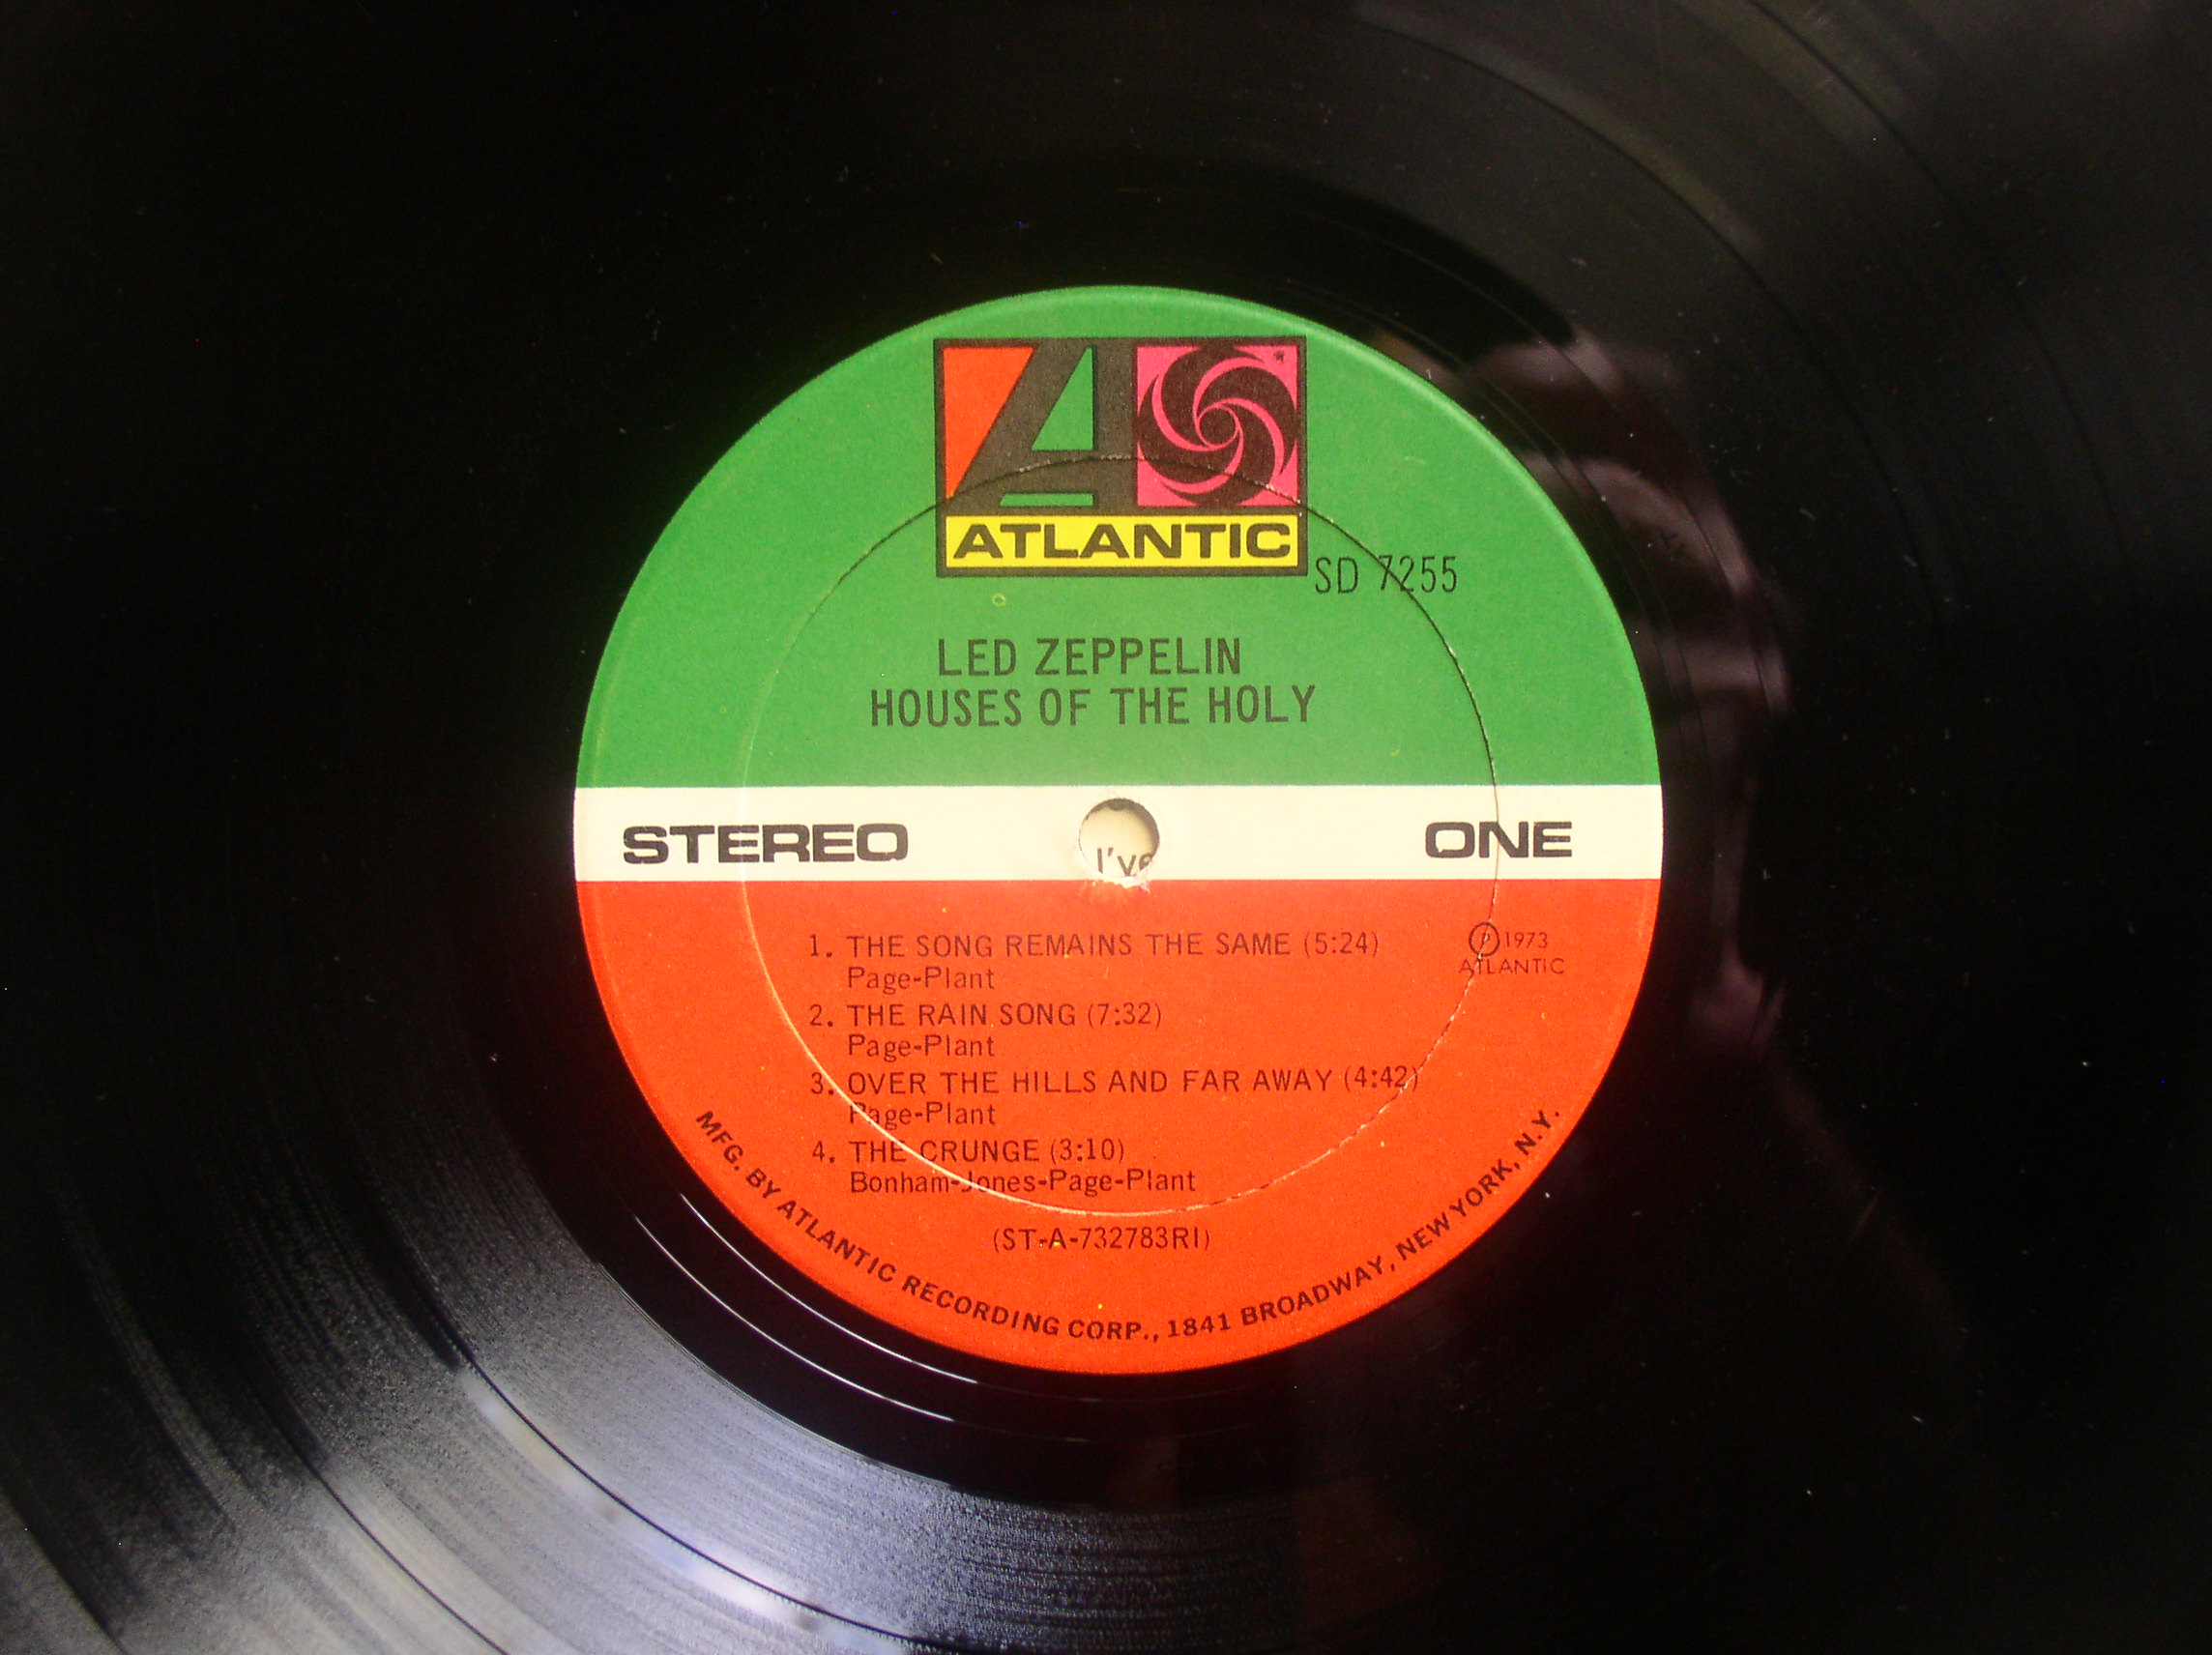 ATLANTIC
SD 7255
LED ZEPPELIN
HOUSES OF THE HOLY
STEREO
ONE
I've
1. THE SONG REMAINS THE SAME (5:24)
Page-Plant
Ⓟ 1973
ATLANTIC
2. THE RAIN SONG (7:32)
Page-Plant
3. OVER THE HILLS AND FAR AWAY (4:42)
Page-Plant
4. THE CRUNGE (3:10)
Bonham-Jones-Page-Plant
(ST-A-732783RI)
MFG. BY ATLANTIC RECORDING CORP., 1841 BROADWAY, NEW YORK, N.Y.